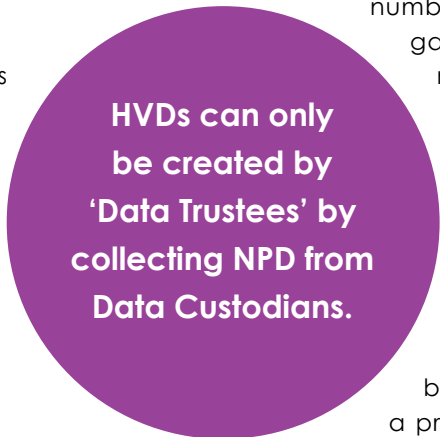 HVDs can only
be created by
‘Data Trustees’ by
collecting NPD from
Data Custodians.